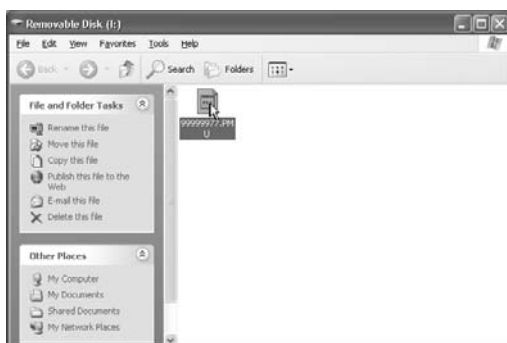 Removable Disk (I:)
File Edit View Favorites Tools Help
Back Search Folders
File and Folder Tasks
Rename this file
Move this file
Copy this file
Publish this file to the
Web
E-mail this file
Delete this file
Other Places
My Computer
My Documents
Shared Documents
My Network Places
99999977.PM
U